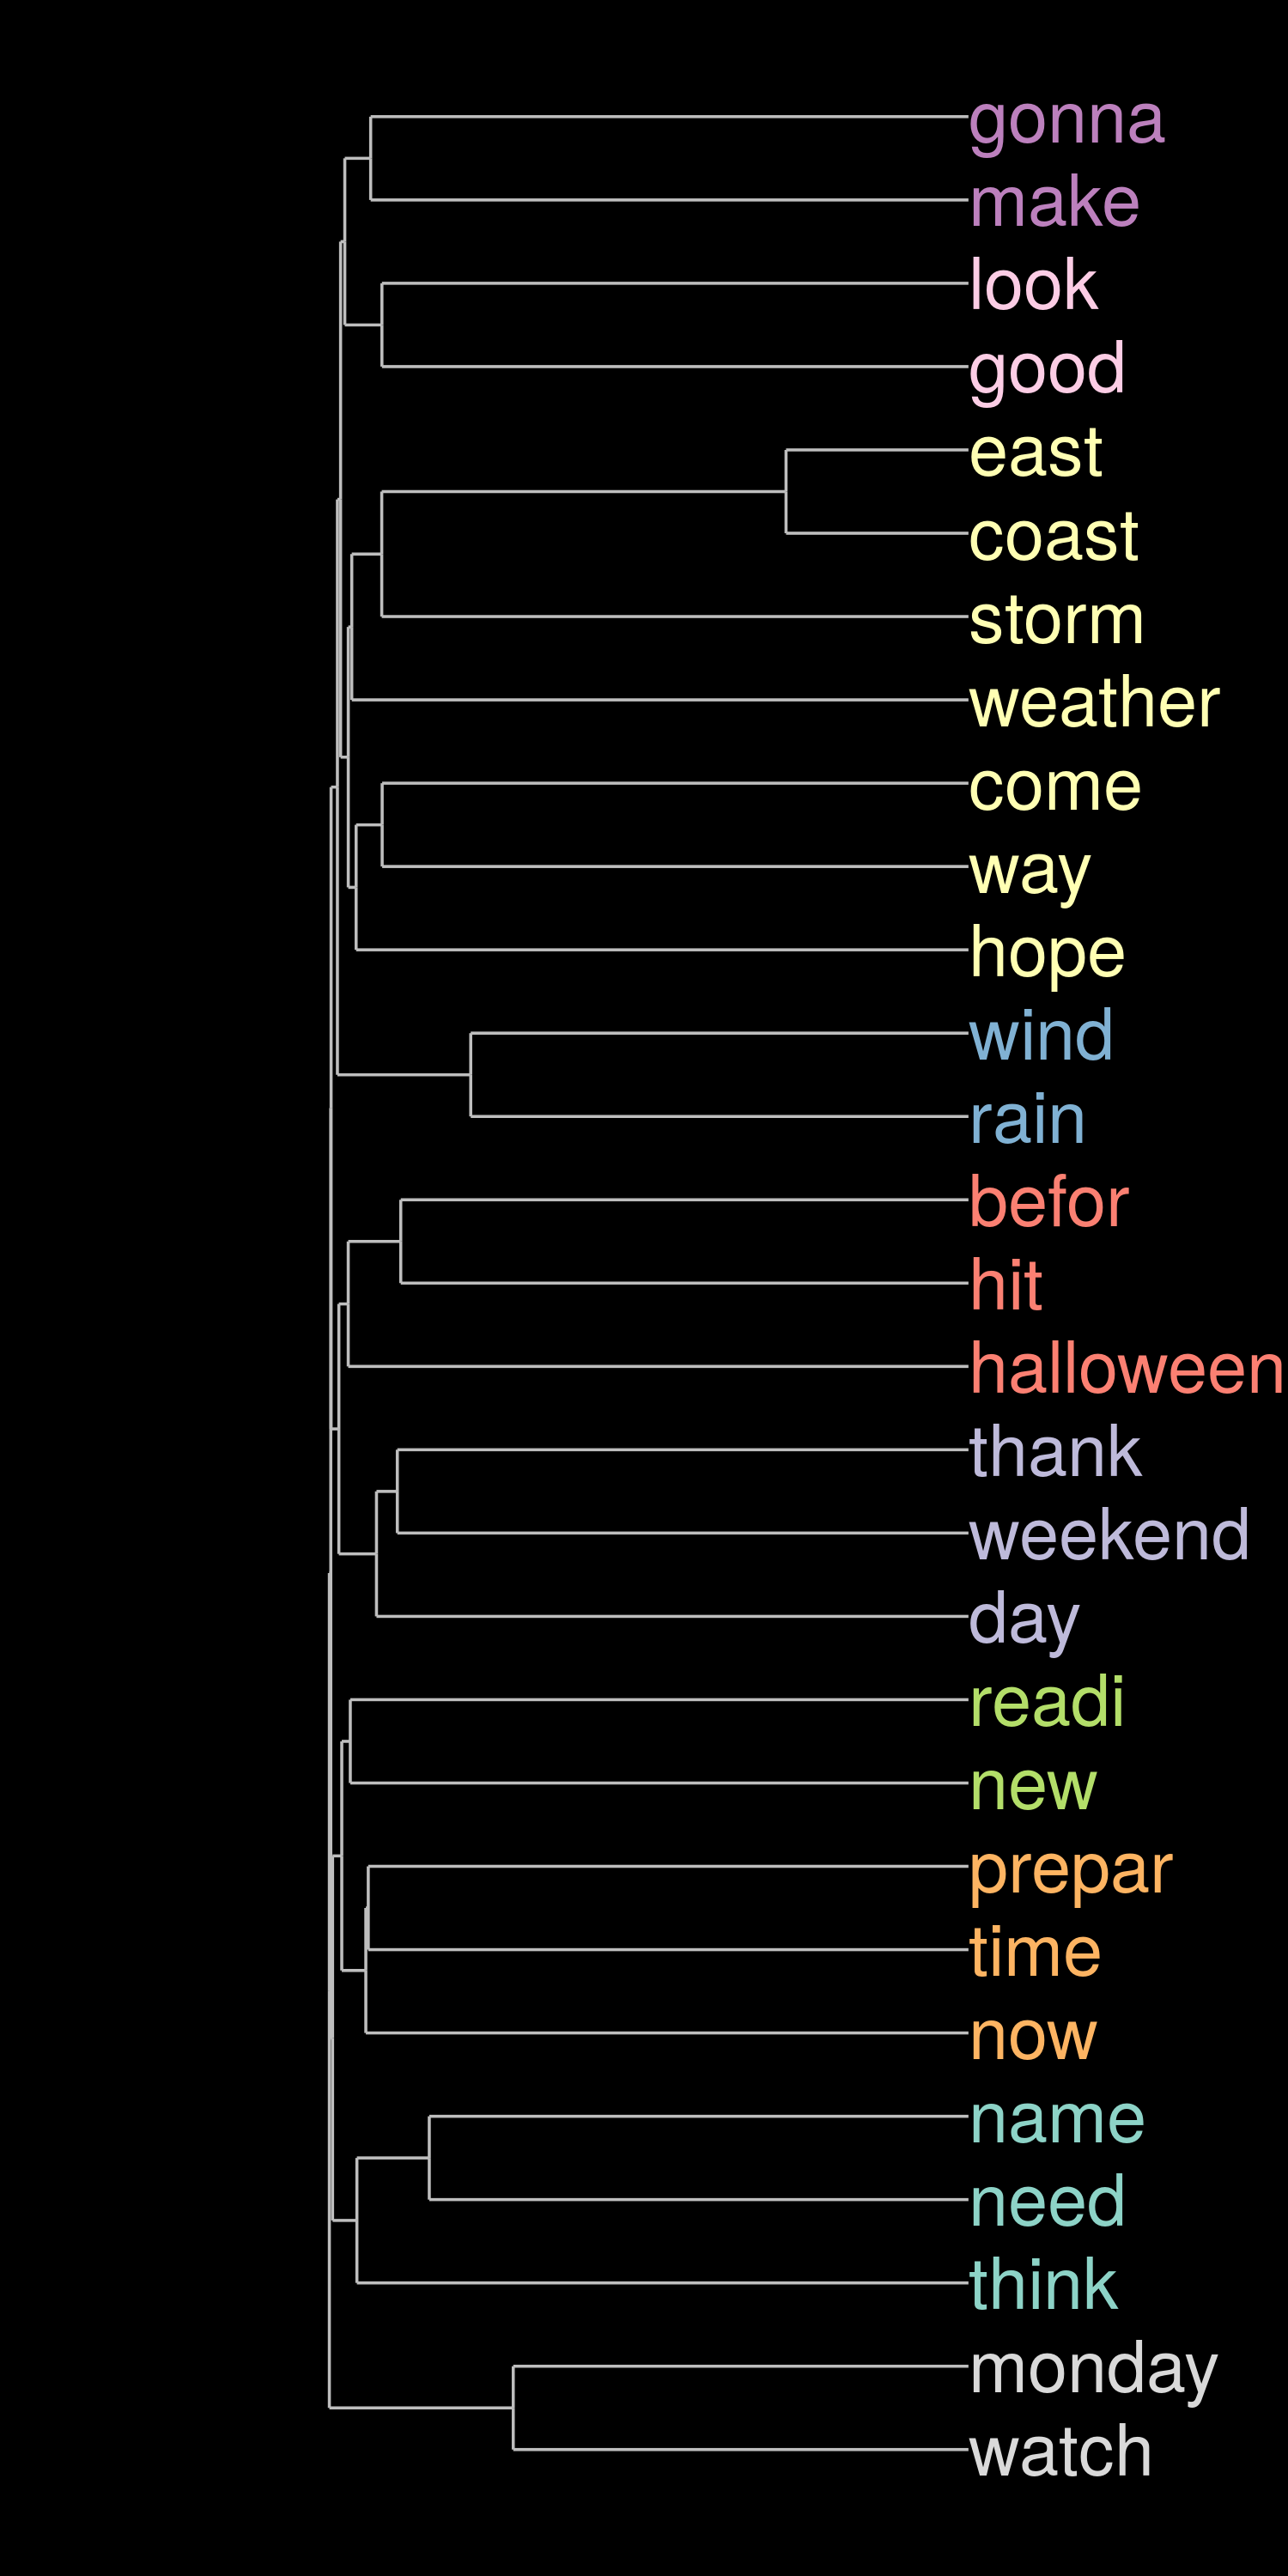 gonna
make
look
good
east
coast
storm
weather
come
way
hope
wind
rain
befor
hit
halloween
thank
weekend
day
readi
new
prepar
time
now
name
need
think
monday
watch